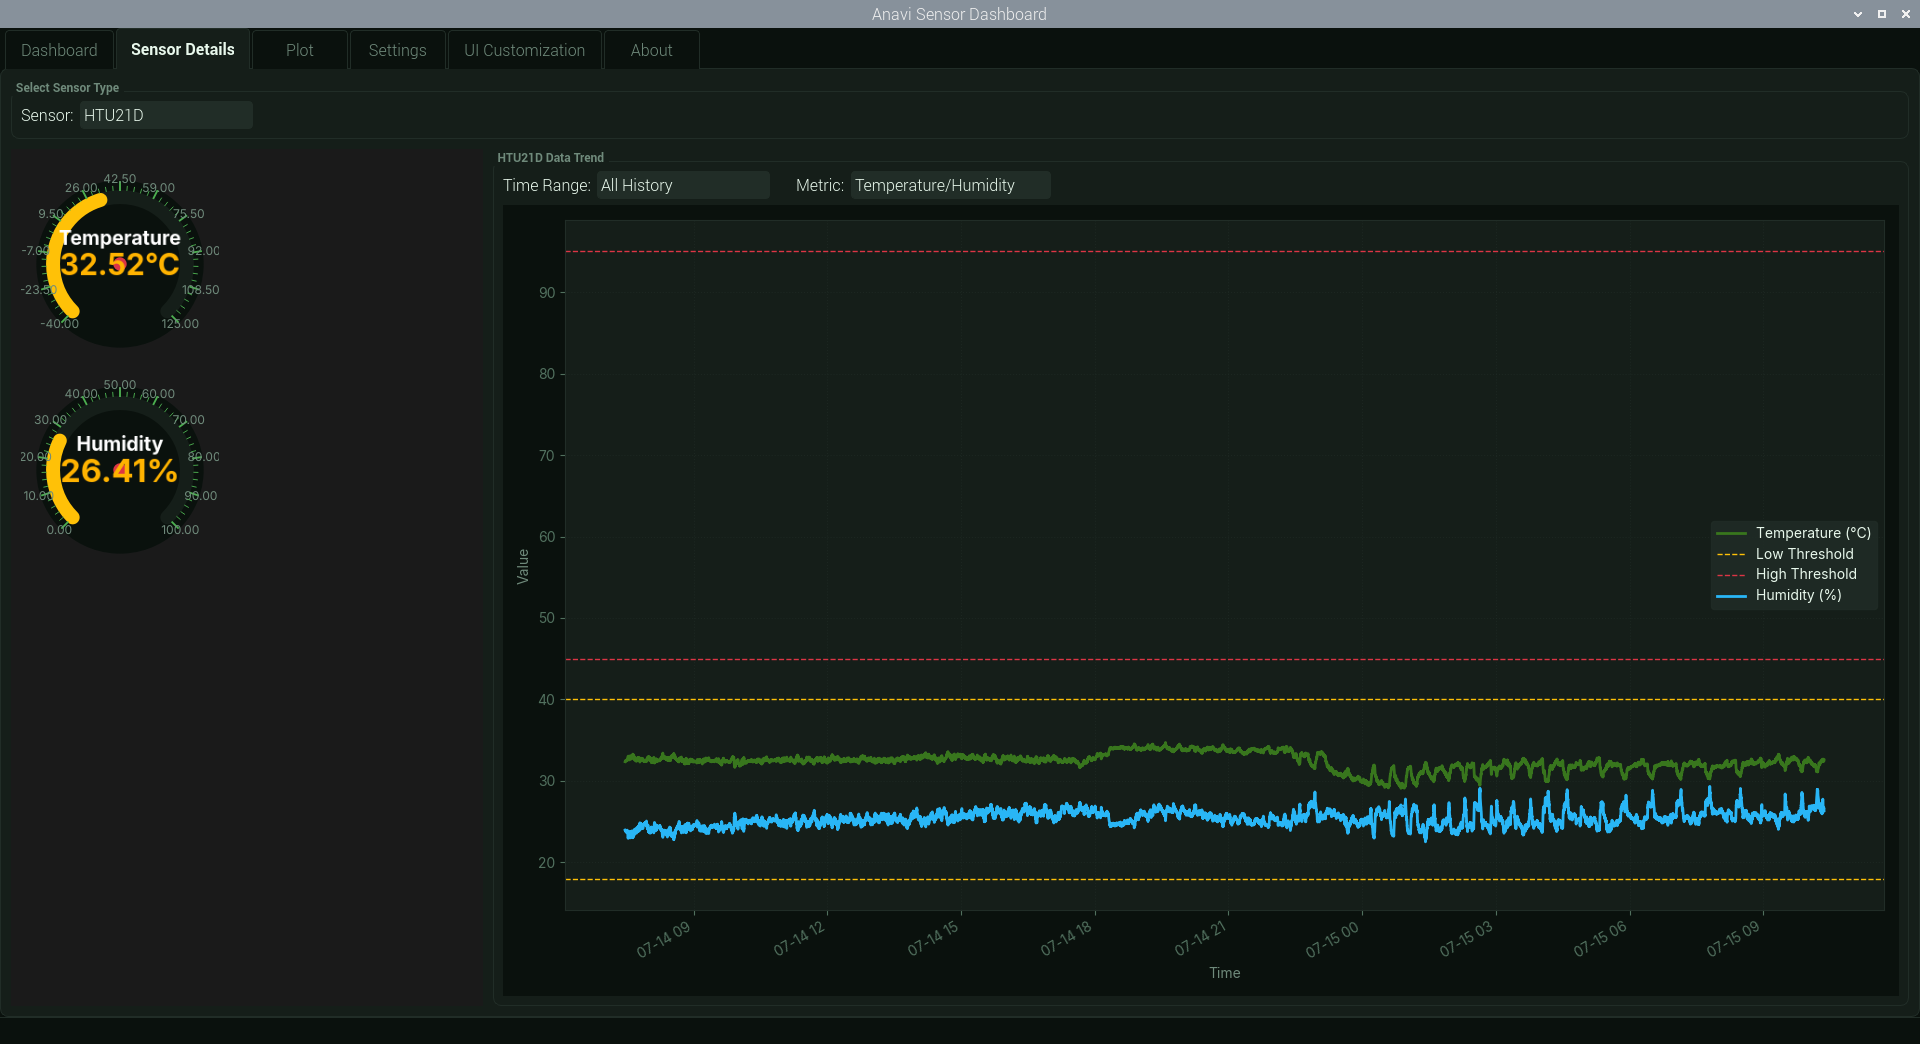 Anavi Sensor Dashboard
Dashboard
Sensor Details
Plot
Settings
UI Customization
About
Select Sensor Type
Sensor: HTU21D
42.50
26.00
59.00
9.50
75.50
-7.00
92.00
Temperature
32.52°C
-23.50
108.50
-40.00
125.00
50.00
40.00
60.00
30.00
70.00
Humidity
20.00
80.00
26.41%
10.00
90.00
0.00
100.00
HTU21D Data Trend
Time Range: All History
Metric: Temperature/Humidity
90
80
70
60
50
40
30
20
Value
Temperature (°C)
Low Threshold
High Threshold
Humidity (%)
07-14 09
07-14 12
07-14 15
07-14 18
07-14 21
07-15 00
07-15 03
07-15 06
07-15 09
Time